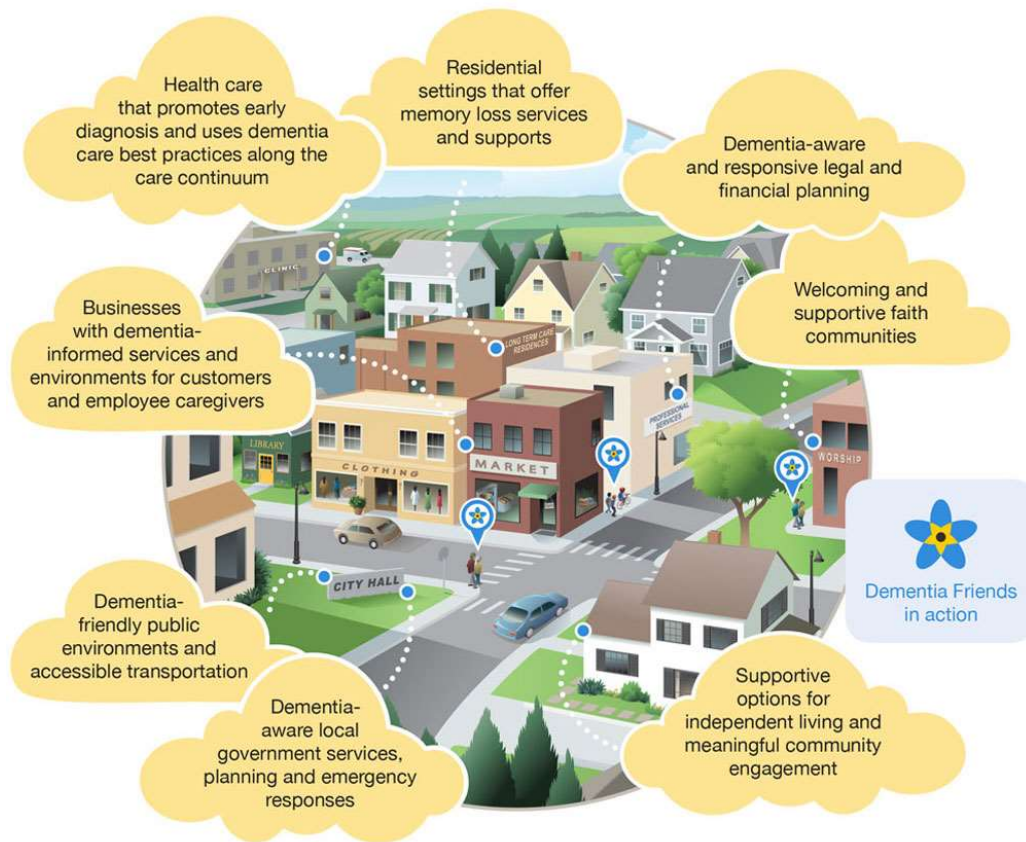 Health care
that promotes early
diagnosis and uses dementia
care best practices along the
care continuum
Residential
settings that offer
memory loss services
and supports
Dementia-aware
and responsive legal and
financial planning
Welcoming and
supportive faith
communities
Businesses
with dementia-
informed services and
environments for customers
and employee caregivers
CLINIC
LONG TERM CARE
RESIDENCES
PROFESSIONAL
SERVICES
LIBRARY
CLOTHING
MARKET
WORSHIP
CITY HALL
Dementia Friends
in action
Dementia-
friendly public
environments and
accessible transportation
Dementia-
aware local
government services,
planning and emergency
responses
Supportive
options for
independent living and
meaningful community
engagement